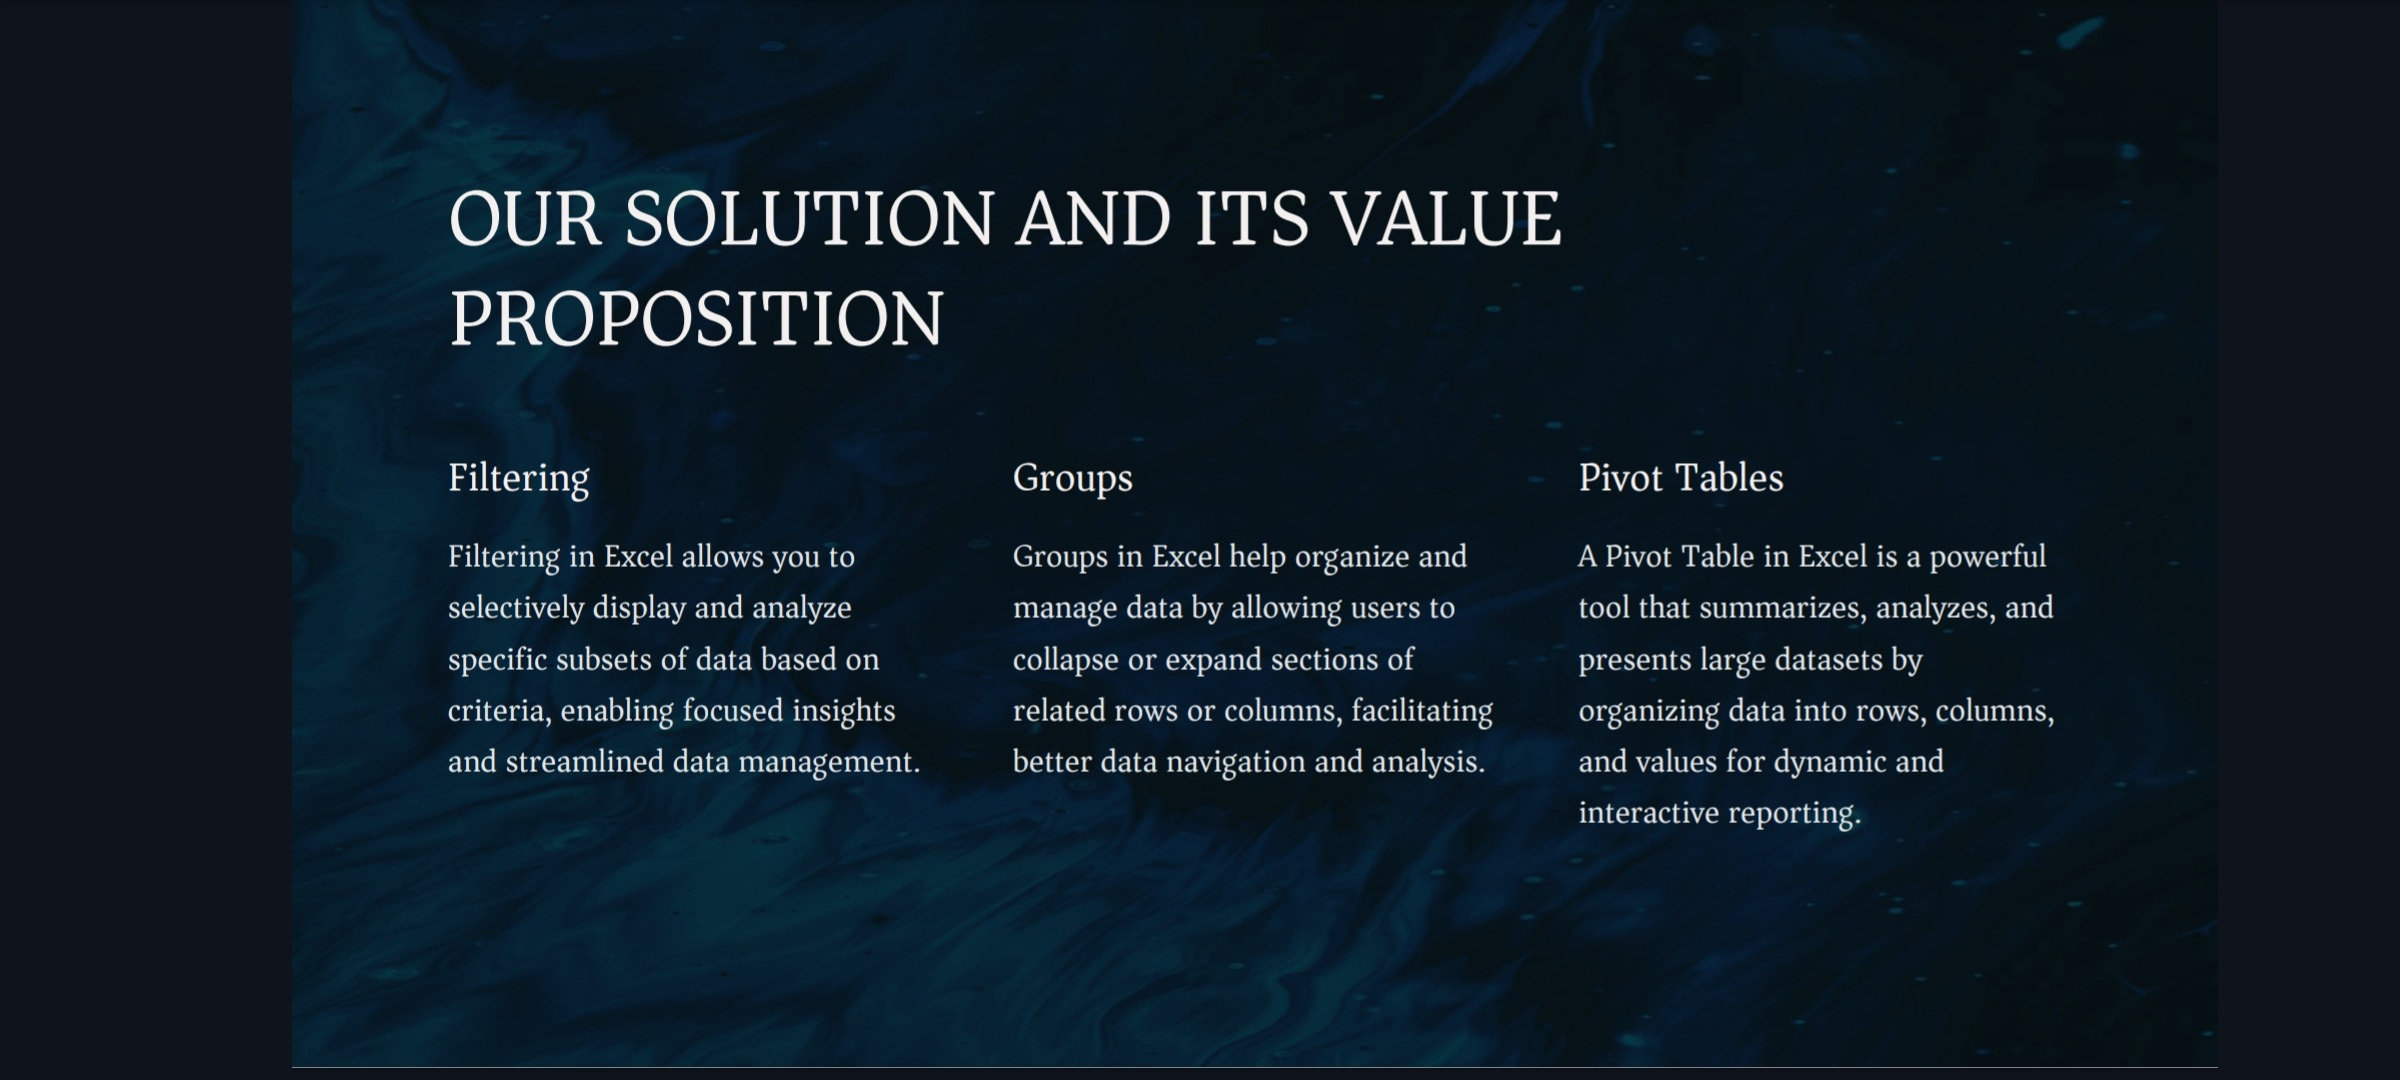 OUR SOLUTION AND ITS VALUE
PROPOSITION
Filtering
Filtering in Excel allows you to
selectively display and analyze
specific subsets of data based on
criteria, enabling focused insights
and streamlined data management.
Groups
Groups in Excel help organize and
manage data by allowing users to
collapse or expand sections of
related rows or columns, facilitating
better data navigation and analysis.
Pivot Tables
A Pivot Table in Excel is a powerful
tool that summarizes, analyzes, and
presents large datasets by
organizing data into rows, columns,
and values for dynamic and
interactive reporting.